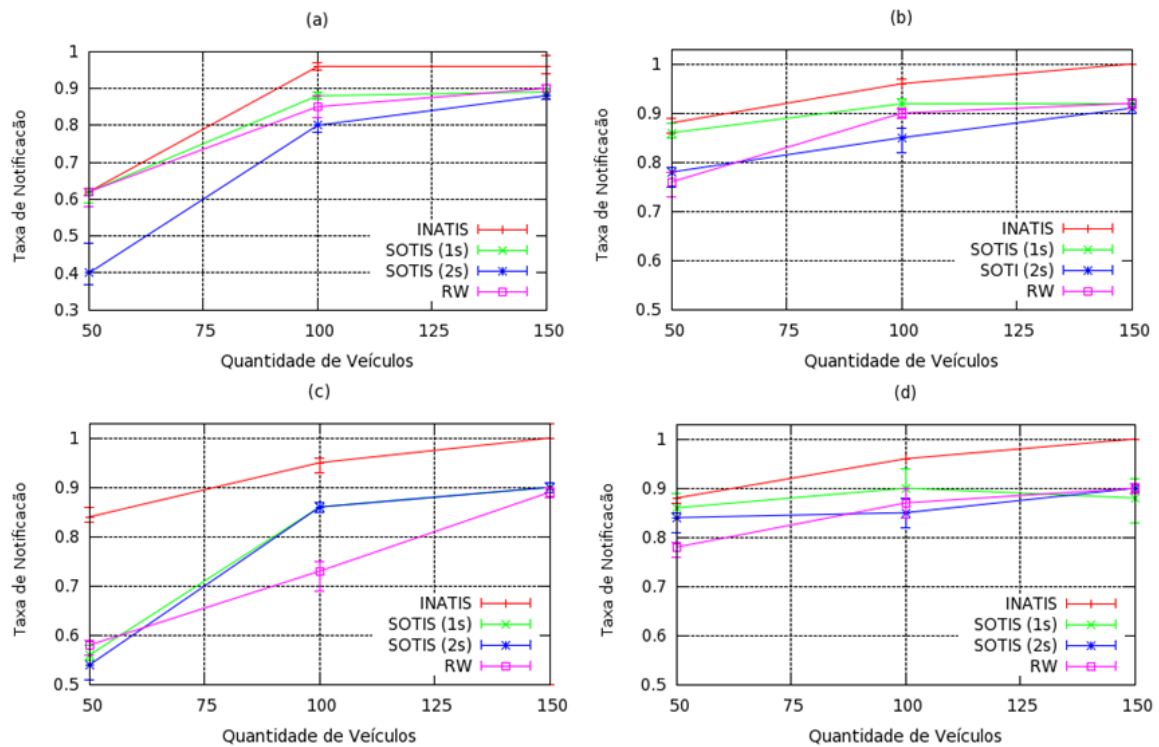 (a)
1
0.9
0.8
0.7
0.6
0.5
0.4
0.3
50 75 100 125 150
Taxa de Notificacão
Quantidade de Veículos
INATIS
SOTIS (1s)
SOTIS (2s)
RW
(b)
1
0.9
0.8
0.7
0.6
0.5
50 75 100 125 150
Taxa de Notificacão
Quantidade de Veículos
INATIS
SOTIS (1s)
SOTI (2s)
RW
(c)
1
0.9
0.8
0.7
0.6
0.5
50 75 100 125 150
Taxa de Notificacão
Quantidade de Veículos
INATIS
SOTIS (1s)
SOTIS (2s)
RW
(d)
1
0.9
0.8
0.7
0.6
0.5
50 75 100 125 150
Taxa de Notificacão
Quantidade de Veículos
INATIS
SOTIS (1s)
SOTIS (2s)
RW